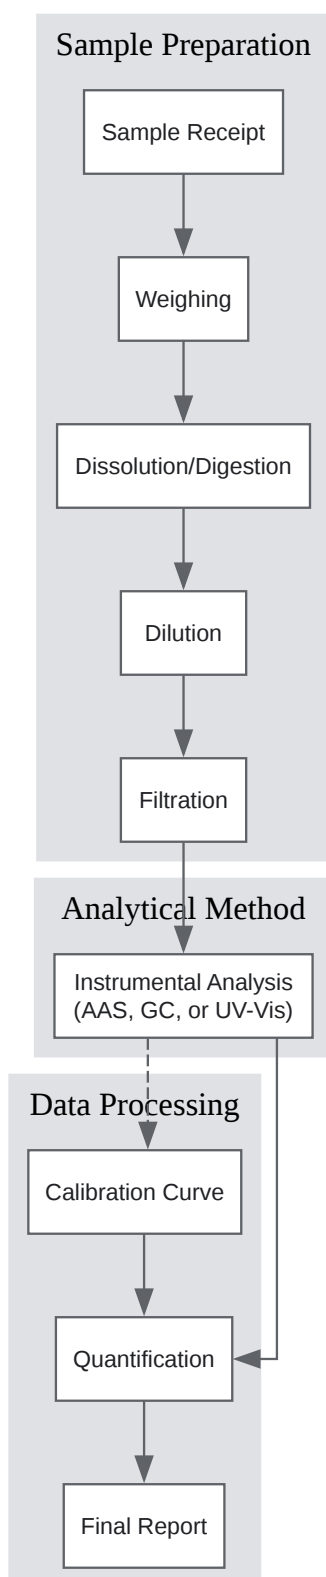 Sample Preparation
Sample Receipt
Weighing
Dissolution/Digestion
Dilution
Filtration
Analytical Method
Instrumental Analysis
(AAS, GC, or UV-Vis)
Data Processing
Calibration Curve
Quantification
Final Report